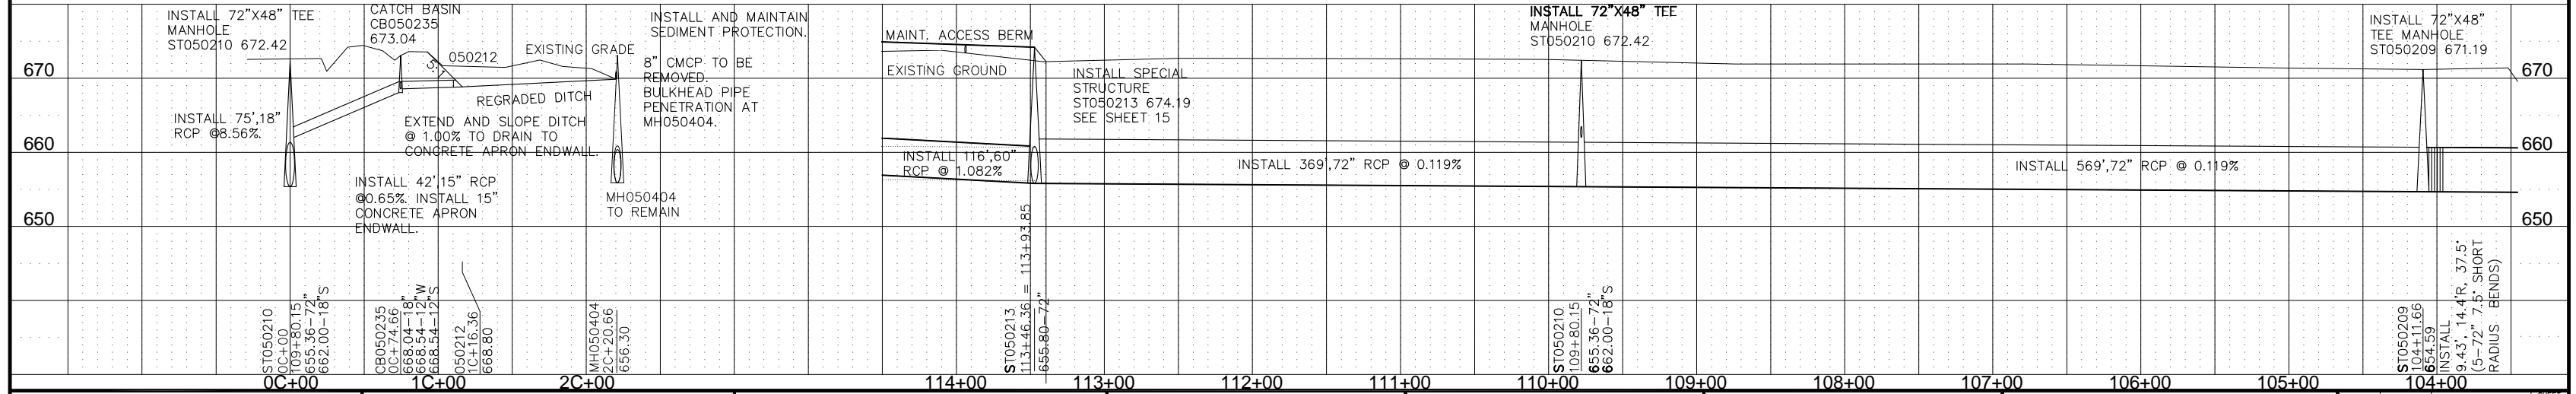 INSTALL 72"X48" TEE
MANHOLE
ST050210 672.42
CATCH BASIN
CB050235
673.04
050212
5:1
EXISTING GRADE
INSTALL AND MAINTAIN
SEDIMENT PROTECTION.
8" CMCP TO BE
REMOVED.
BULKHEAD PIPE
PENETRATION AT
MH050404.
REGRADED DITCH
INSTALL 75',18"
RCP @8.56%.
EXTEND AND SLOPE DITCH
@ 1.00% TO DRAIN TO
CONCRETE APRON ENDWALL.
INSTALL 42',15" RCP
@0.65%. INSTALL 15"
CONCRETE APRON
ENDWALL.
MH050404
TO REMAIN
MAINT. ACCESS BERM
EXISTING GROUND
INSTALL SPECIAL
STRUCTURE
ST050213 674.19
SEE SHEET 15
INSTALL 116',60"
RCP @ 1.082%
INSTALL 369',72" RCP @ 0.119%
INSTALL 72"X48" TEE
MANHOLE
ST050210 672.42
INSTALL 569',72" RCP @ 0.119%
INSTALL 72"X48"
TEE MANHOLE
ST050209 671.19
670
660
650
670
660
650
ST050210
0C+00
109+80.15
655.36-72"
662.00-18"S
CB050235
0C+74.66
668.04-18"
668.54-12"W
668.54-12"S
050212
1C+16.36
668.80
MH050404
2C+20.66
656.30
ST050213
113+46.36 = 113+93.85
655.80-72"
ST050210
109+80.15
655.36-72"
662.00-18"S
ST050209
104+11.66
654.59
INSTALL
9.43', 14.4'R, 37.5°
(5-72" 7.5° SHORT
RADIUS BENDS)
0C+00
1C+00
2C+00
114+00
113+00
112+00
111+00
110+00
109+00
108+00
107+00
106+00
105+00
104+00